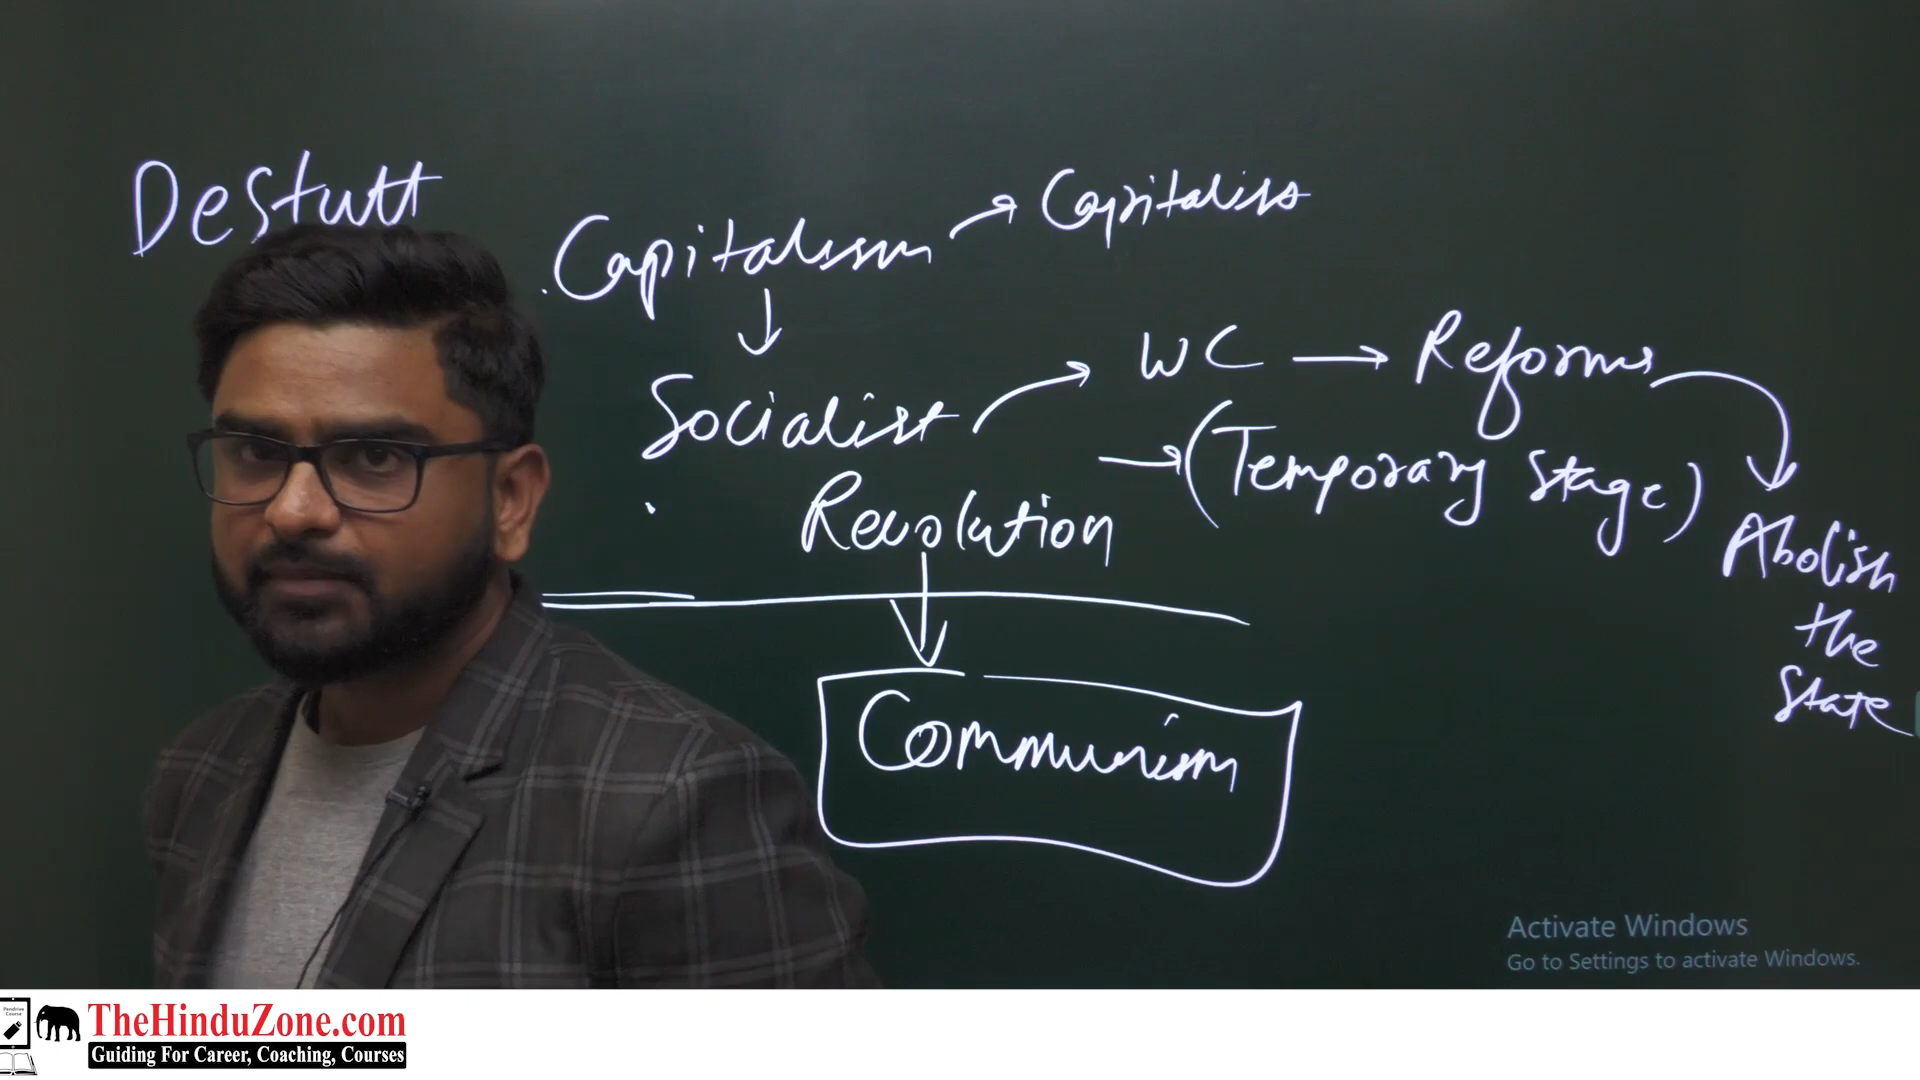 Destutt
Capitalism → Capitalists
↓
Socialist → WC → Reforms
Revolution → (Temporary Stage)
Abolish
the
State
Communism
Activate Windows
Go to Settings to activate Windows.
TheHinduZone.com
Guiding For Career, Coaching, Courses